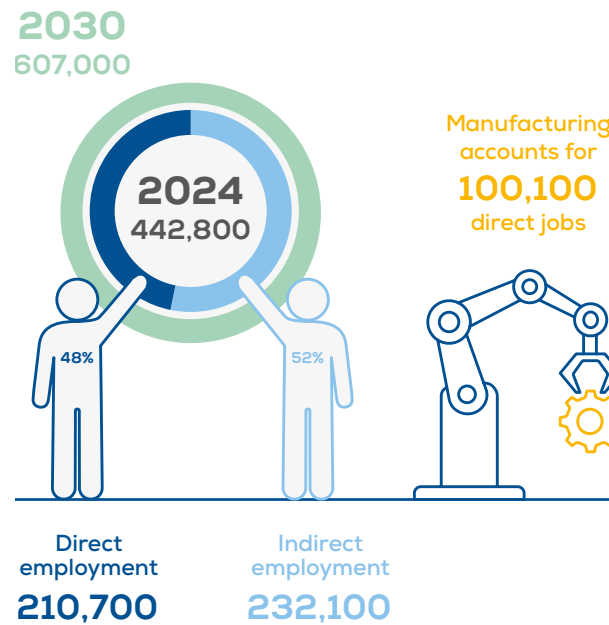 2030
607,000
2024
442,800
Manufacturing
accounts for
100,100
direct jobs
48%
52%
Direct
employment
210,700
Indirect
employment
232,100